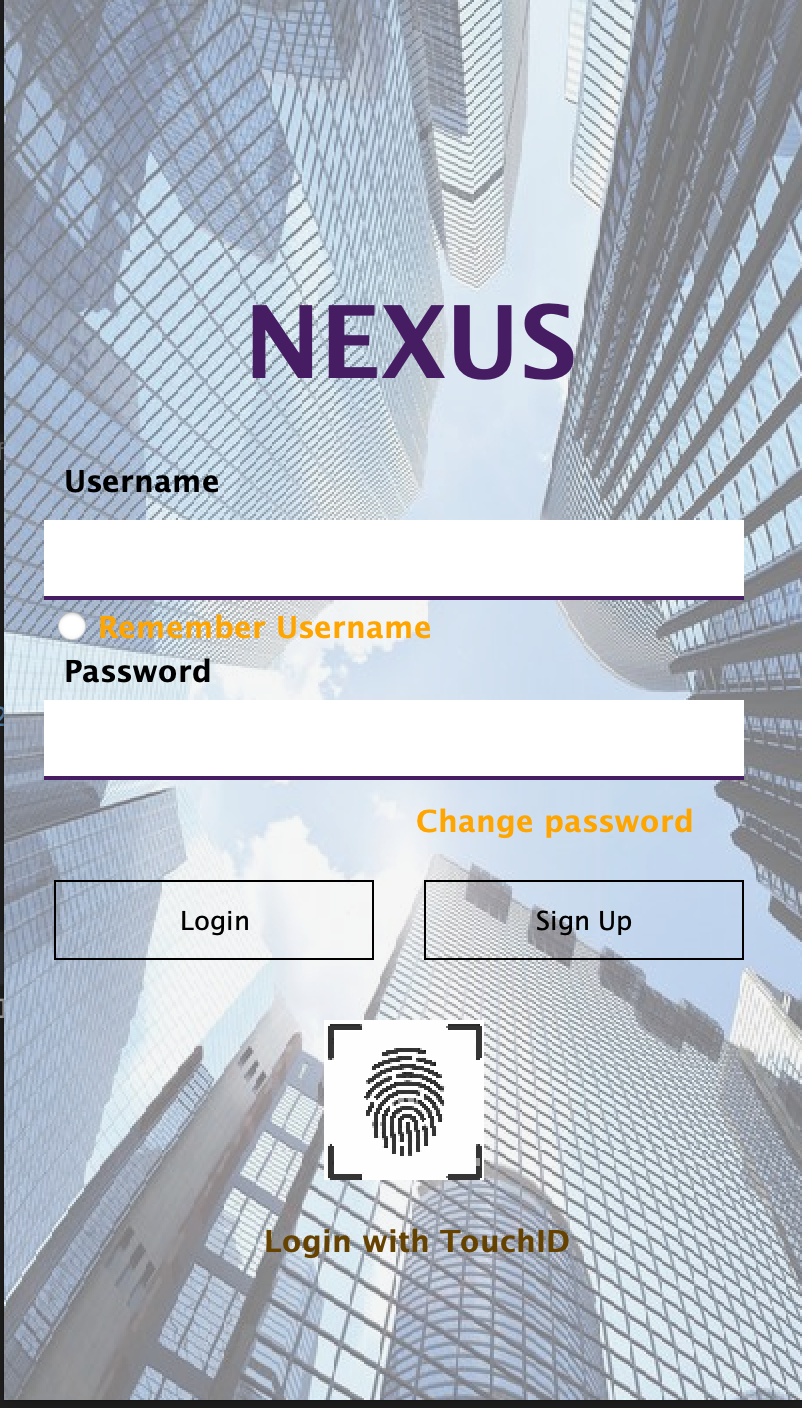 NEXUS
Username
Remember Username
Password
Change password
Login
Sign Up
Login with TouchID